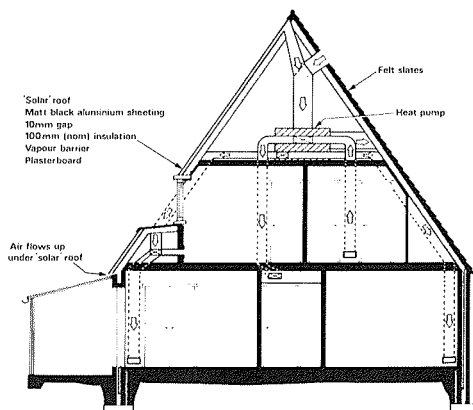 'Solar' roof
Matt black aluminium sheeting
10mm gap
100mm (nom) insulation
Vapour barrier
Plasterboard
Felt slates
Heat pump
Air flows up
under 'solar' roof